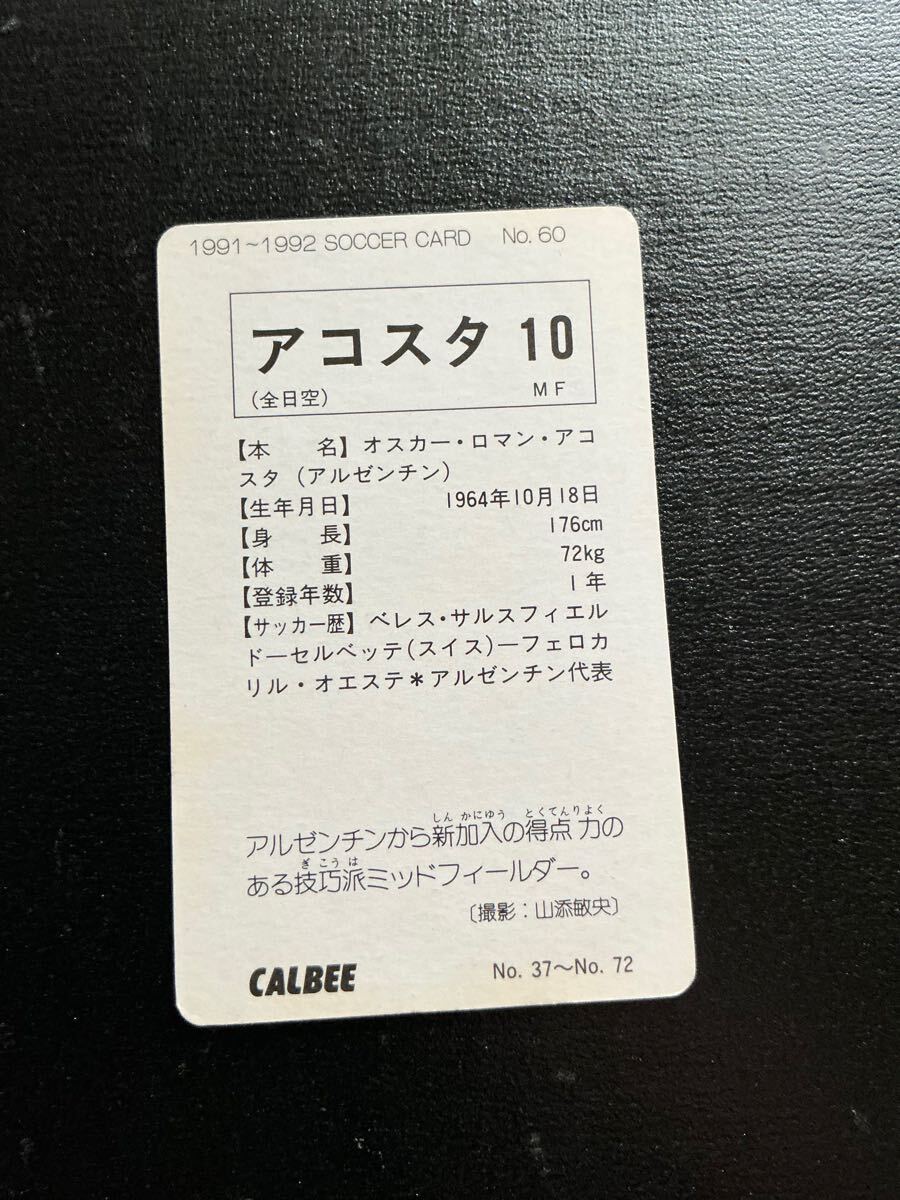 1991~1992 SOCCER CARD No. 60
アコスタ 10
(全日空) MF
【本　　名】オスカー・ロマン・アコ
スタ (アルゼンチン)
【生年月日】 1964年10月18日
【身　　長】 176cm
【体　　重】 72kg
【登録年数】 1年
【サッカー歴】ベレス・サルスフィエル
ドーセルベッテ(スイス)ーフェロカ
リル・オエステ*アルゼンチン代表
しん かにゆう とくてんりよく
アルゼンチンから新加入の得点力の
ぎ こう は
ある技巧派ミッドフィールダー。
〔撮影：山添敏央〕
CALBEE No. 37~No. 72